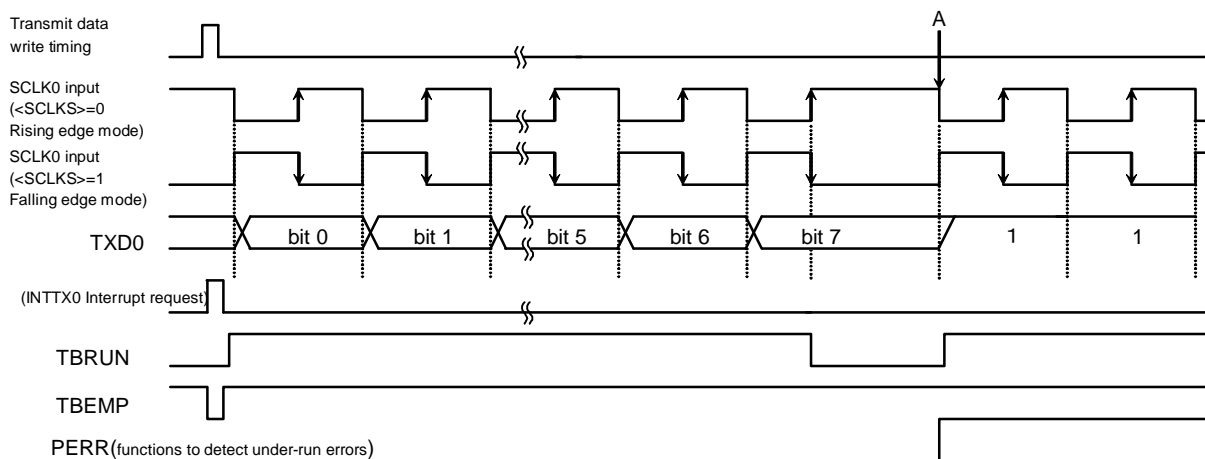 Transmit data
write timing
A
SCLK0 input
(<SCLKS>=0
Rising edge mode)
SCLK0 input
(<SCLKS>=1
Falling edge mode)
TXD0
bit 0
bit 1
bit 5
bit 6
bit 7
1
1
(INTTX0 Interrupt request)
TBRUN
TBEMP
PERR(functions to detect under-run errors)